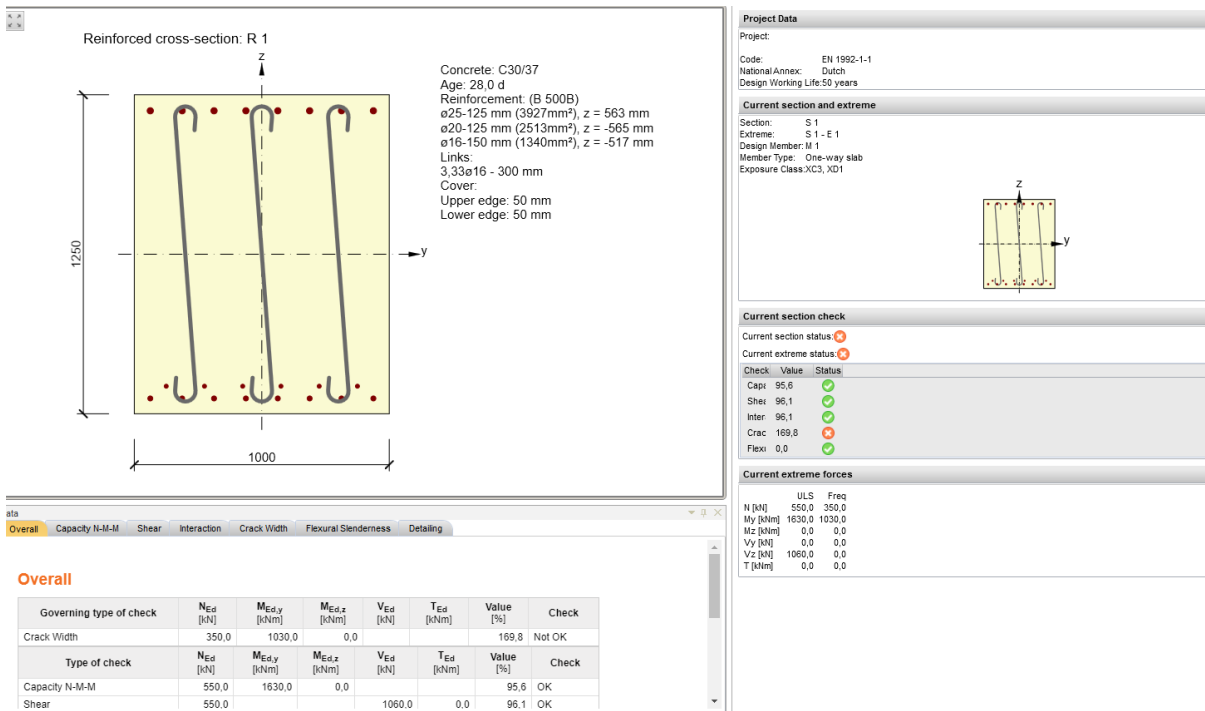 Reinforced cross-section: R 1
z
y
1250
1000
Concrete: C30/37
Age: 28,0 d
Reinforcement: (B 500B)
ø25-125 mm (3927mm²), z = 563 mm
ø20-125 mm (2513mm²), z = -565 mm
ø16-150 mm (1340mm²), z = -517 mm
Links:
3,33ø16 - 300 mm
Cover:
Upper edge: 50 mm
Lower edge: 50 mm
ata
Overall Capacity N-M-M Shear Interaction Crack Width Flexural Slenderness Detailing
Overall
Governing type of check NEd [kN] MEd,y [kNm] MEd,z [kNm] VEd [kN] TEd [kNm] Value [%] Check
Crack Width 350,0 1030,0 0,0 169,8 Not OK
Type of check NEd [kN] MEd,y [kNm] MEd,z [kNm] VEd [kN] TEd [kNm] Value [%] Check
Capacity N-M-M 550,0 1630,0 0,0 95,6 OK
Shear 550,0 1060,0 0,0 96,1 OK
Project Data
Project:
Code: EN 1992-1-1
National Annex: Dutch
Design Working Life:50 years
Current section and extreme
Section: S 1
Extreme: S 1 - E 1
Design Member: M 1
Member Type: One-way slab
Exposure Class:XC3, XD1
z
y
Current section check
Current section status:
Current extreme status:
Check Value Status
Capa 95,6
Shea 96,1
Inter 96,1
Crac 169,8
Flexu 0,0
Current extreme forces
ULS Freq
N [kN] 550,0 350,0
My [kNm] 1630,0 1030,0
Mz [kNm] 0,0 0,0
Vy [kN] 0,0 0,0
Vz [kN] 1060,0 0,0
T [kNm] 0,0 0,0